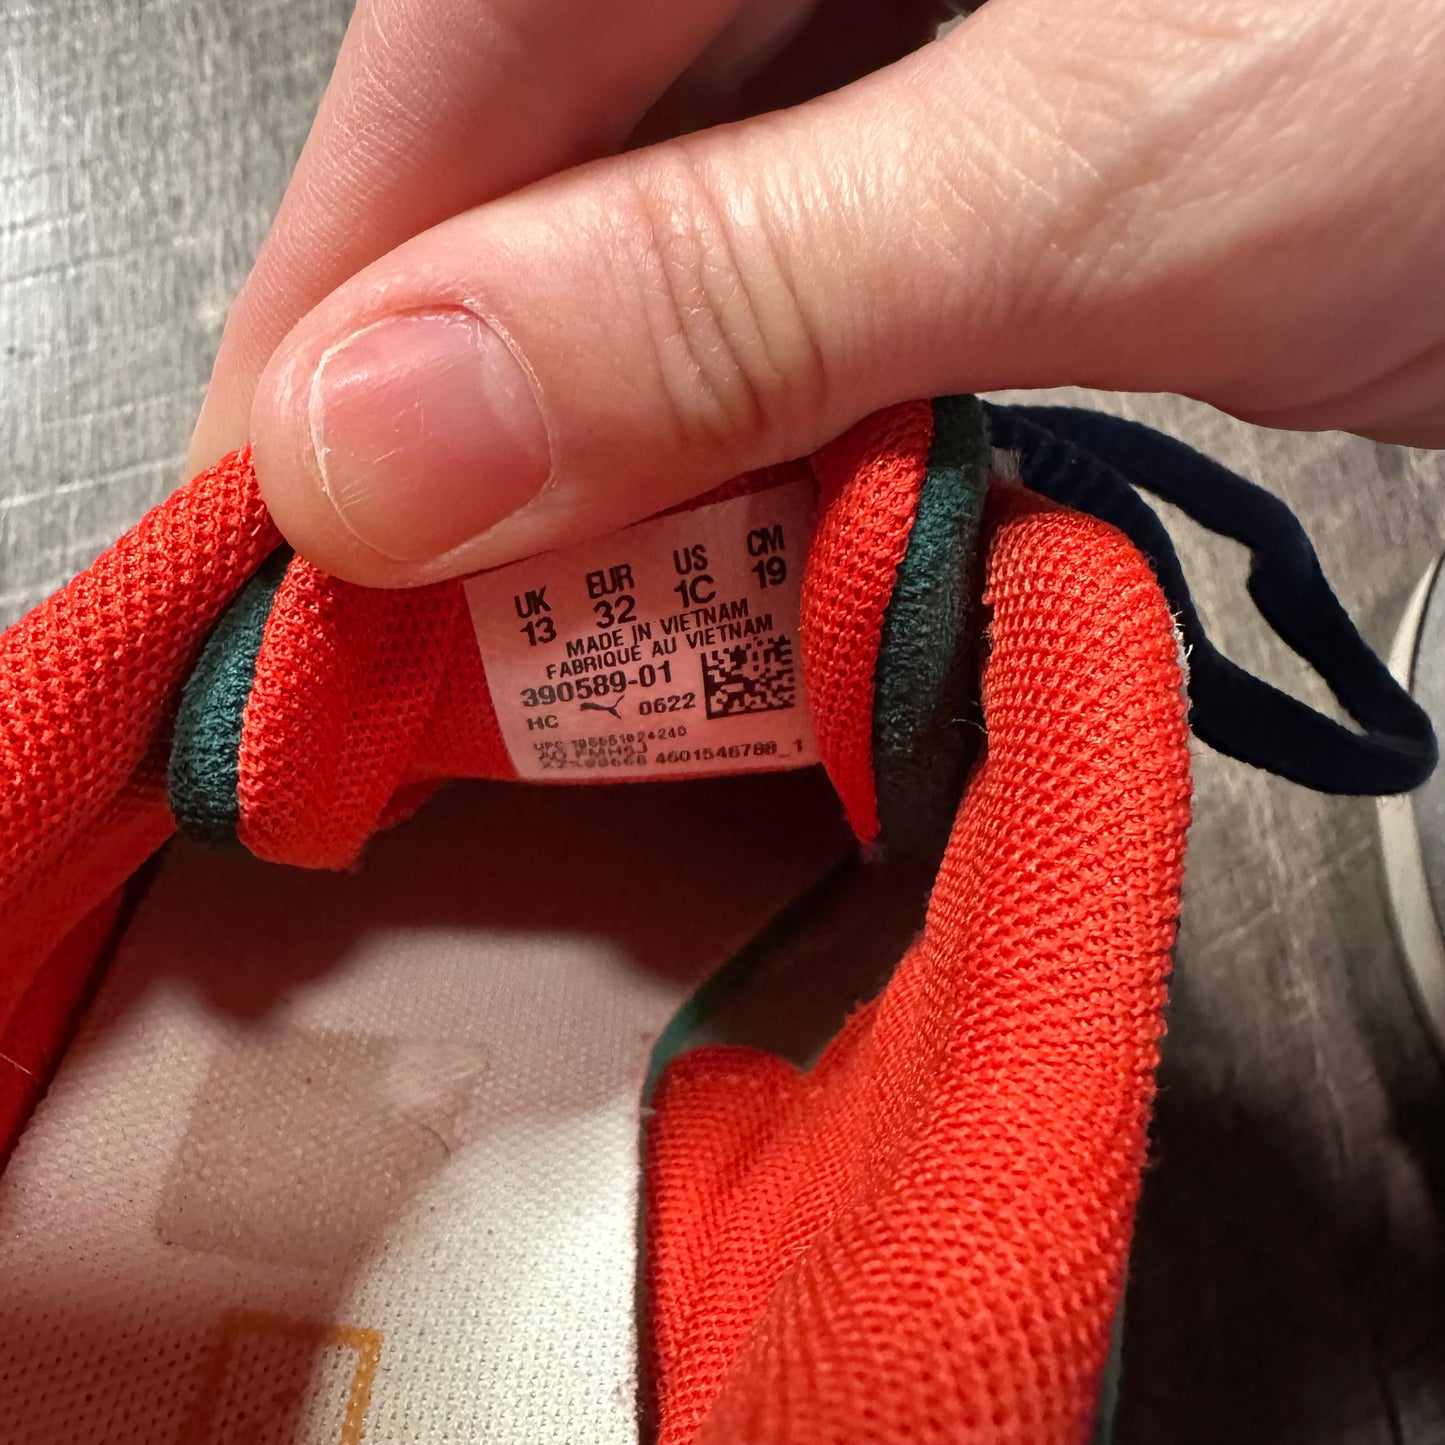 UK EUR US CM
13 32 1C 19
MADE IN VIETNAM
FABRIQUE AU VIETNAM
390589-01
HC 0622
4601546788_1